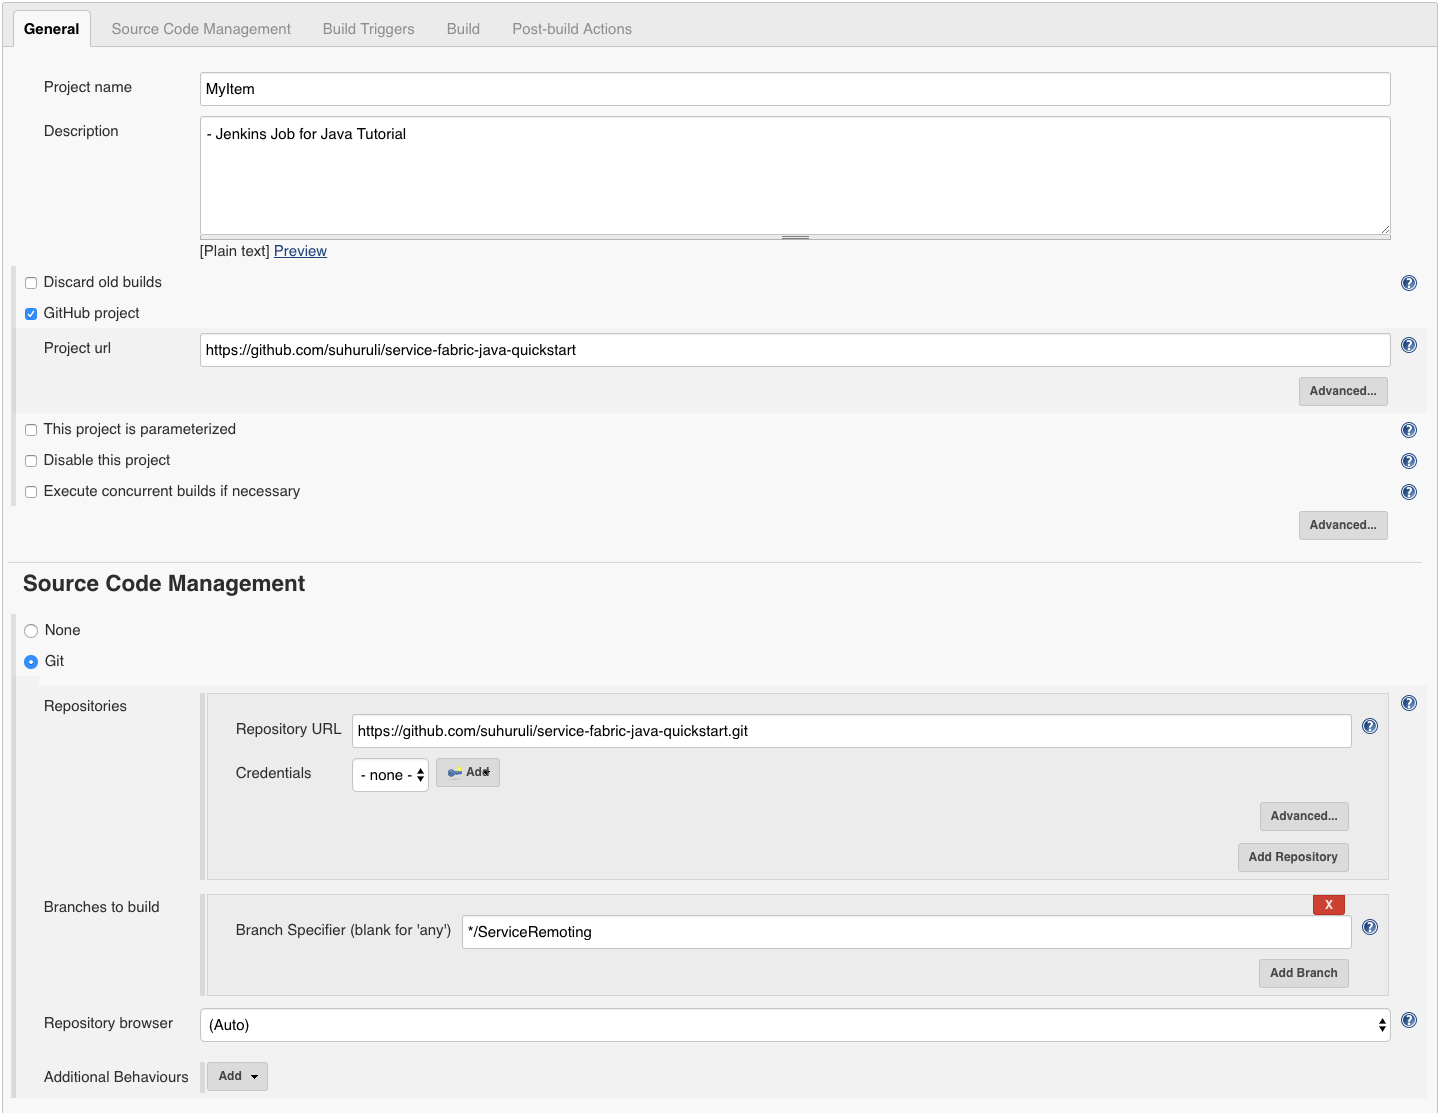 General Source Code Management Build Triggers Build Post-build Actions
Project name MyItem
Description - Jenkins Job for Java Tutorial
[Plain text] Preview
Discard old builds
GitHub project
Project url https://github.com/suhuruli/service-fabric-java-quickstart
Advanced...
This project is parameterized
Disable this project
Execute concurrent builds if necessary
Advanced...
Source Code Management
None
Git
Repositories
Repository URL https://github.com/suhuruli/service-fabric-java-quickstart.git
Credentials - none - Add
Advanced...
Add Repository
Branches to build
X
Branch Specifier (blank for 'any') */ServiceRemoting
Add Branch
Repository browser (Auto)
Additional Behaviours Add